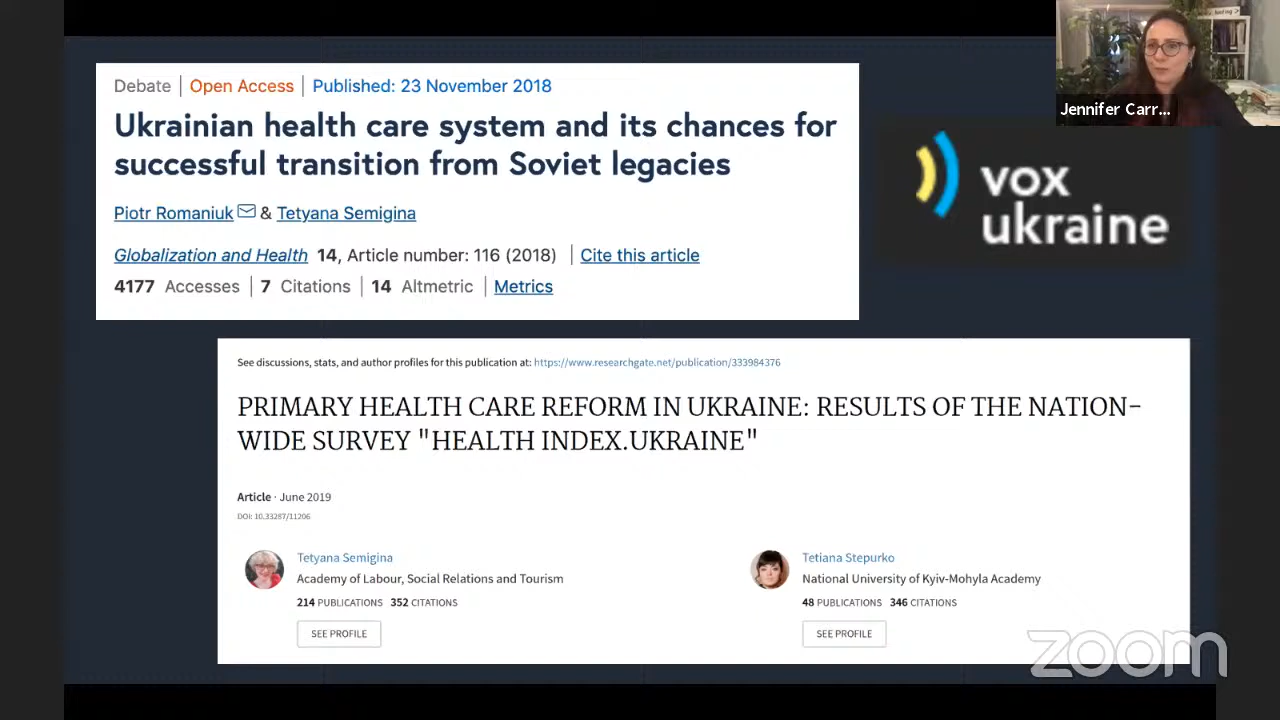 Debate | Open Access | Published: 23 November 2018
Ukrainian health care system and its chances for
successful transition from Soviet legacies
Piotr Romaniuk & Tetyana Semigina
Globalization and Health 14, Article number: 116 (2018) | Cite this article
4177 Accesses | 7 Citations | 14 Altmetric | Metrics
Jennifer Carr...
vox
ukraine
See discussions, stats, and author profiles for this publication at: https://www.researchgate.net/publication/333984376
PRIMARY HEALTH CARE REFORM IN UKRAINE: RESULTS OF THE NATION-
WIDE SURVEY "HEALTH INDEX.UKRAINE"
Article · June 2019
DOI: 10.33287/11206
Tetyana Semigina
Academy of Labour, Social Relations and Tourism
214 PUBLICATIONS 352 CITATIONS
SEE PROFILE
Tetiana Stepurko
National University of Kyiv-Mohyla Academy
48 PUBLICATIONS 346 CITATIONS
SEE PROFILE
zoom